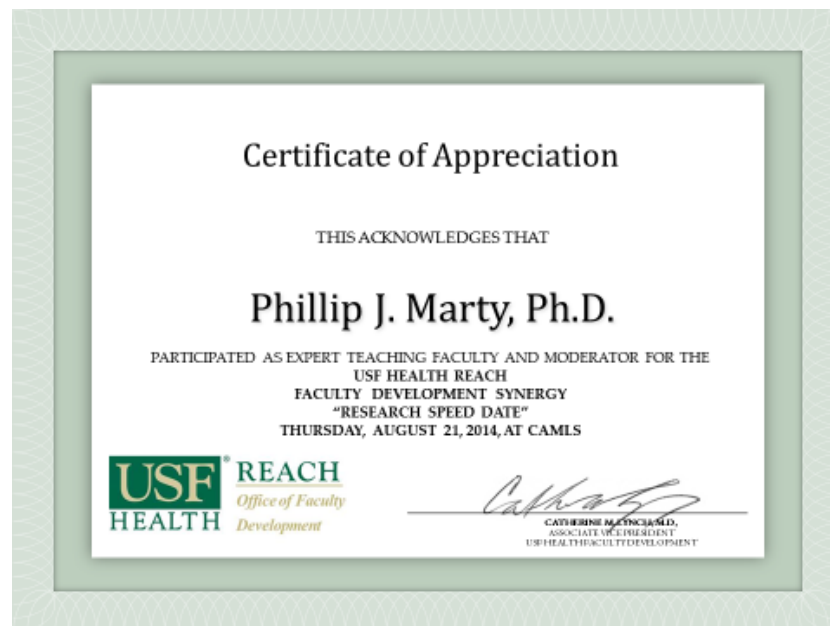 Certificate of Appreciation
THIS ACKNOWLEDGES THAT
Phillip J. Marty, Ph.D.
PARTICIPATED AS EXPERT TEACHING FACULTY AND MODERATOR FOR THE
USF HEALTH REACH
FACULTY DEVELOPMENT SYNERGY
“RESEARCH SPEED DATE”
THURSDAY, AUGUST 21, 2014, AT CAMLS
USF® REACH
Office of Faculty
HEALTH Development
CATHERINE M. LYNCH, M.D.,
ASSOCIATE VICE PRESIDENT
USF HEALTH FACULTY DEVELOPMENT